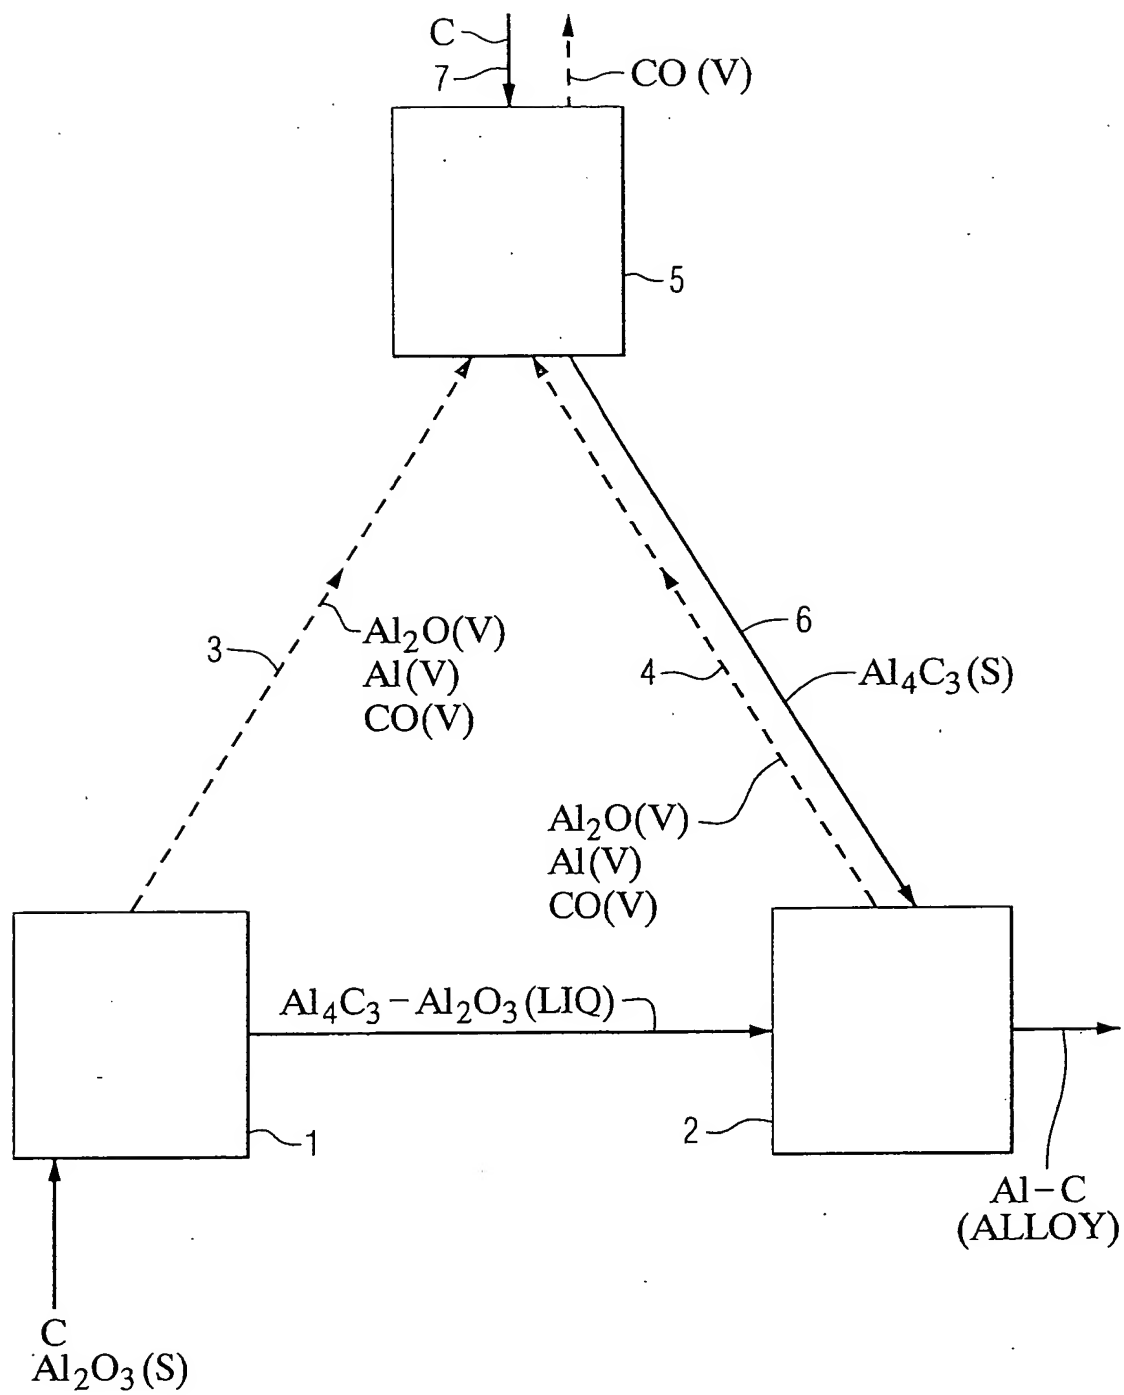 C
7
CO (V)
5
3
Al₂O(V)
Al(V)
CO(V)
6
4
Al₄C₃(S)
Al₂O(V)
Al(V)
CO(V)
Al₄C₃–Al₂O₃(LIQ)
1
2
Al–C
(ALLOY)
C
Al₂O₃(S)